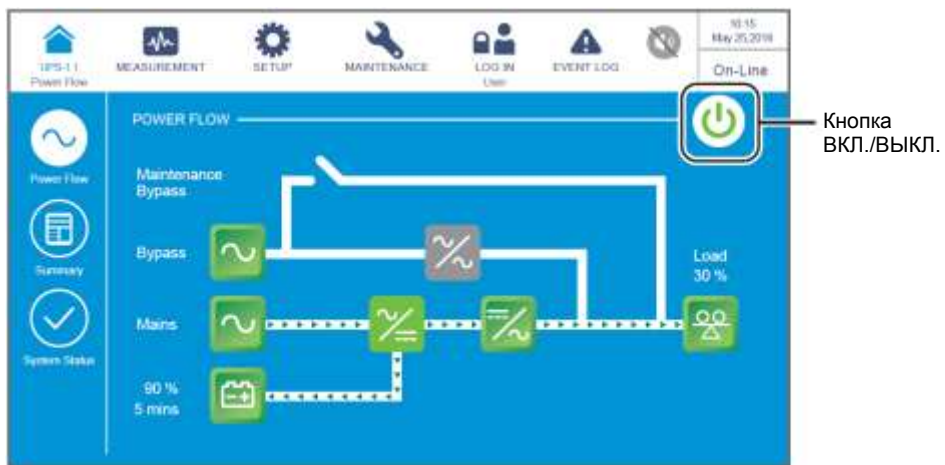 10:15
May 25,2016
On-Line
UPS-1.1
Power Flow
MEASUREMENT
SETUP
MAINTENANCE
LOG IN
User
EVENT LOG
POWER FLOW
Кнопка
ВКЛ./ВЫКЛ.
Power Flow
Maintenance
Bypass
Summary
Bypass
Load
30 %
Mains
System Status
90 %
5 mins